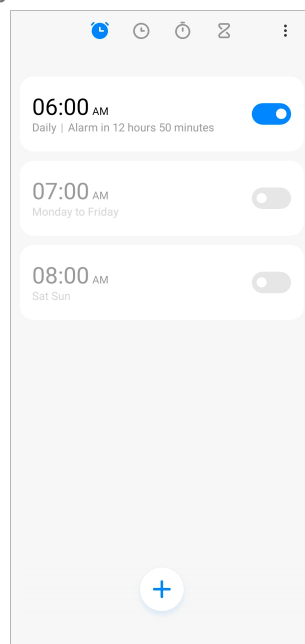 06:00 AM
Daily | Alarm in 12 hours 50 minutes
07:00 AM
Monday to Friday
08:00 AM
Sat Sun